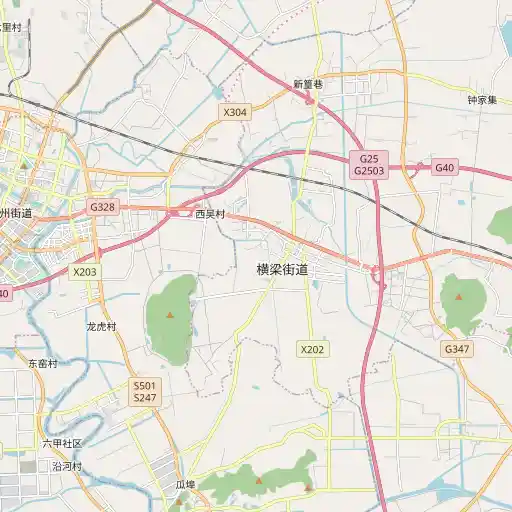 里村
新篁巷
钟家集
X304
G25
G2503
G40
G328
西吴村
州街道
横梁街道
X203
40
龙虎村
X202
G347
东窑村
S501
S247
六甲社区
沿河村
瓜埠